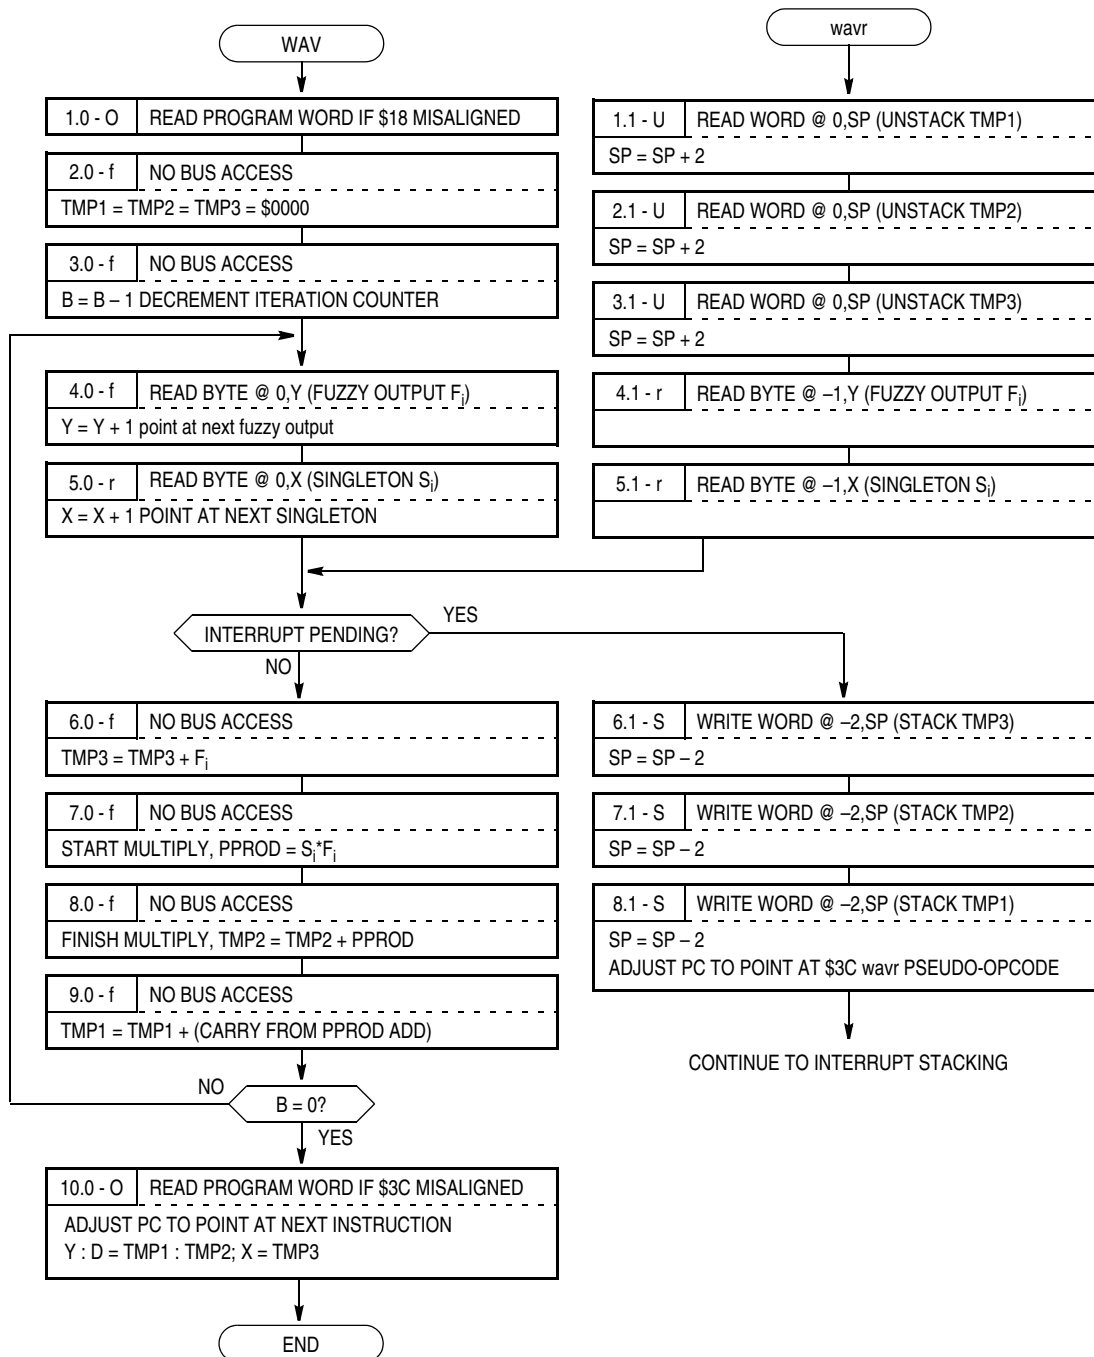 WAV
1.0 - O READ PROGRAM WORD IF $18 MISALIGNED
2.0 - f NO BUS ACCESS
TMP1 = TMP2 = TMP3 = $0000
3.0 - f NO BUS ACCESS
B = B – 1 DECREMENT ITERATION COUNTER
4.0 - f READ BYTE @ 0,Y (FUZZY OUTPUT Fi)
Y = Y + 1 point at next fuzzy output
5.0 - r READ BYTE @ 0,X (SINGLETON Si)
X = X + 1 POINT AT NEXT SINGLETON
wavr
1.1 - U READ WORD @ 0,SP (UNSTACK TMP1)
SP = SP + 2
2.1 - U READ WORD @ 0,SP (UNSTACK TMP2)
SP = SP + 2
3.1 - U READ WORD @ 0,SP (UNSTACK TMP3)
SP = SP + 2
4.1 - r READ BYTE @ –1,Y (FUZZY OUTPUT Fi)
5.1 - r READ BYTE @ –1,X (SINGLETON Si)
INTERRUPT PENDING?
YES
NO
6.0 - f NO BUS ACCESS
TMP3 = TMP3 + Fi
7.0 - f NO BUS ACCESS
START MULTIPLY, PPROD = Si*Fi
8.0 - f NO BUS ACCESS
FINISH MULTIPLY, TMP2 = TMP2 + PPROD
9.0 - f NO BUS ACCESS
TMP1 = TMP1 + (CARRY FROM PPROD ADD)
6.1 - S WRITE WORD @ –2,SP (STACK TMP3)
SP = SP – 2
7.1 - S WRITE WORD @ –2,SP (STACK TMP2)
SP = SP – 2
8.1 - S WRITE WORD @ –2,SP (STACK TMP1)
SP = SP – 2
ADJUST PC TO POINT AT $3C wavr PSEUDO-OPCODE
CONTINUE TO INTERRUPT STACKING
NO
B = 0?
YES
10.0 - O READ PROGRAM WORD IF $3C MISALIGNED
ADJUST PC TO POINT AT NEXT INSTRUCTION
Y : D = TMP1 : TMP2; X = TMP3
END